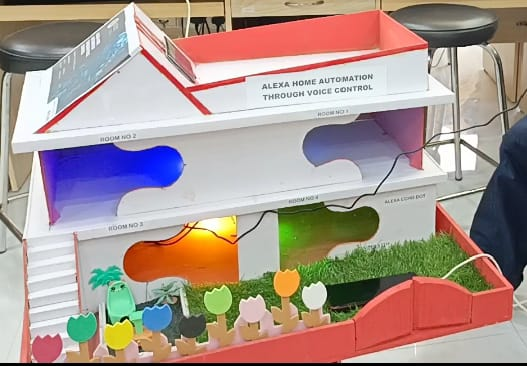 ALEXA HOME AUTOMATION
THROUGH VOICE CONTROL
ROOM NO 2
ROOM NO 1
ROOM NO 3
ROOM NO 4
ALEXA ECHO DOT